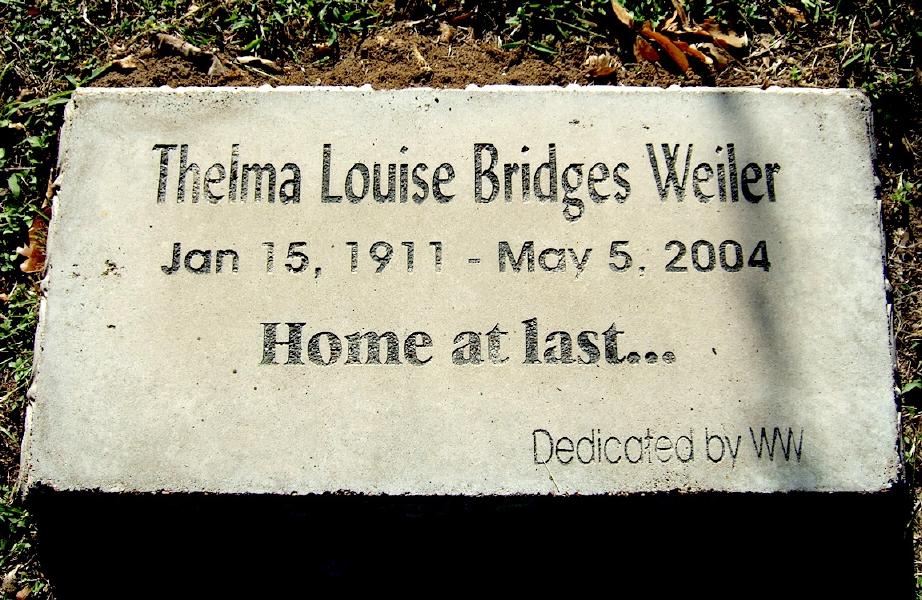 Thelma Louise Bridges Weiler
Jan 15, 1911 - May 5, 2004
Home at last...
Dedicated by WW